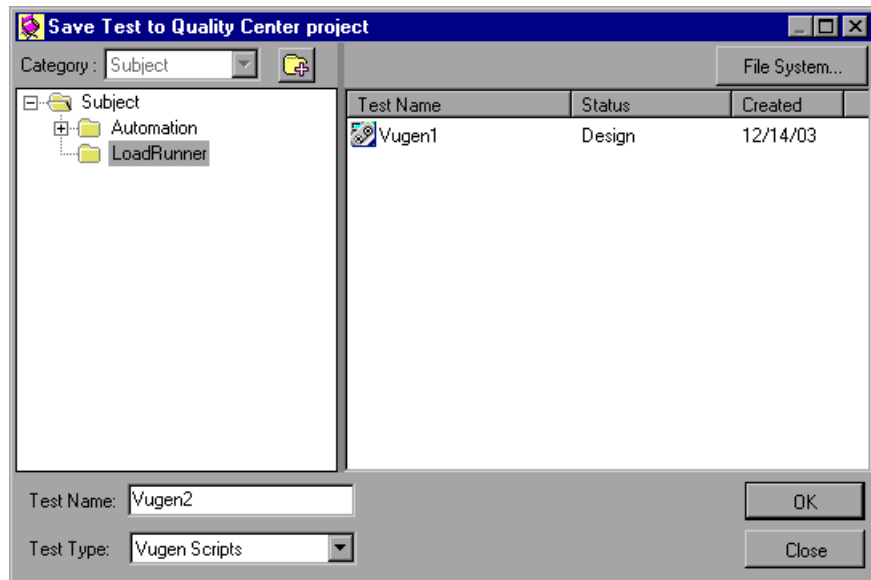 Save Test to Quality Center project
Category : Subject
File System...
Subject
Automation
LoadRunner
Test Name Status Created
Vugen1 Design 12/14/03
Test Name: Vugen2
OK
Test Type: Vugen Scripts
Close